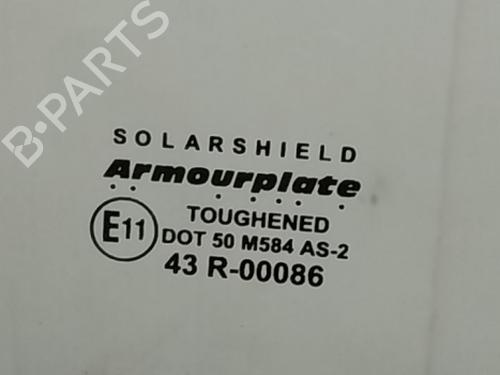 B-PARTS
SOLARSHIELD
Armourplate
TOUGHENED
E11 DOT 50 M584 AS-2
43 R-00086